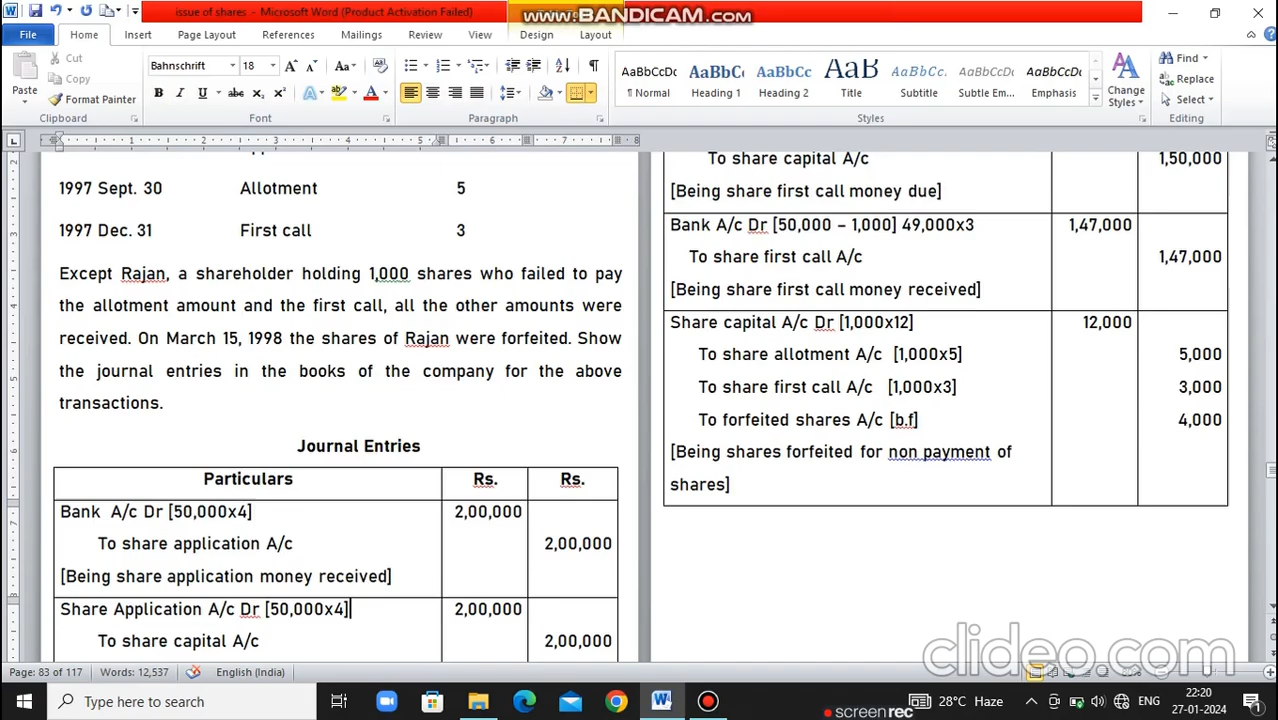 issue of shares - Microsoft Word (Product Activation Failed)
www.BANDICAM.com
File Home Insert Page Layout References Mailings Review View Design Layout
Paste
Cut
Copy
Format Painter
Clipboard
Bahnschrift 18
Font
Paragraph
AaBbCcDc AaBbC AaBbCc AaB AaBbCc. AaBbCcDc AaBbCcDc
¶ Normal Heading 1 Heading 2 Title Subtitle Subtle Em... Emphasis
Change
Styles
Styles
Find
Replace
Select
Editing
1997 Sept. 30 Allotment 5
1997 Dec. 31 First call 3
Except Rajan, a shareholder holding 1,000 shares who failed to pay
the allotment amount and the first call, all the other amounts were
received. On March 15, 1998 the shares of Rajan were forfeited. Show
the journal entries in the books of the company for the above
transactions.
Journal Entries
Particulars Rs. Rs.
Bank A/c Dr [50,000x4] 2,00,000
To share application A/c 2,00,000
[Being share application money received]
Share Application A/c Dr [50,000x4] 2,00,000
To share capital A/c 2,00,000
To share capital A/c 1,50,000
[Being share first call money due]
Bank A/c Dr [50,000 – 1,000] 49,000x3 1,47,000
To share first call A/c 1,47,000
[Being share first call money received]
Share capital A/c Dr [1,000x12] 12,000
To share allotment A/c [1,000x5] 5,000
To share first call A/c [1,000x3] 3,000
To forfeited shares A/c [b.f] 4,000
[Being shares forfeited for non payment of
shares]
clideo.com
Page: 83 of 117 Words: 12,537 English (India)
Type here to search
28°C Haze
ENG
22:20
27-01-2024
screenrec